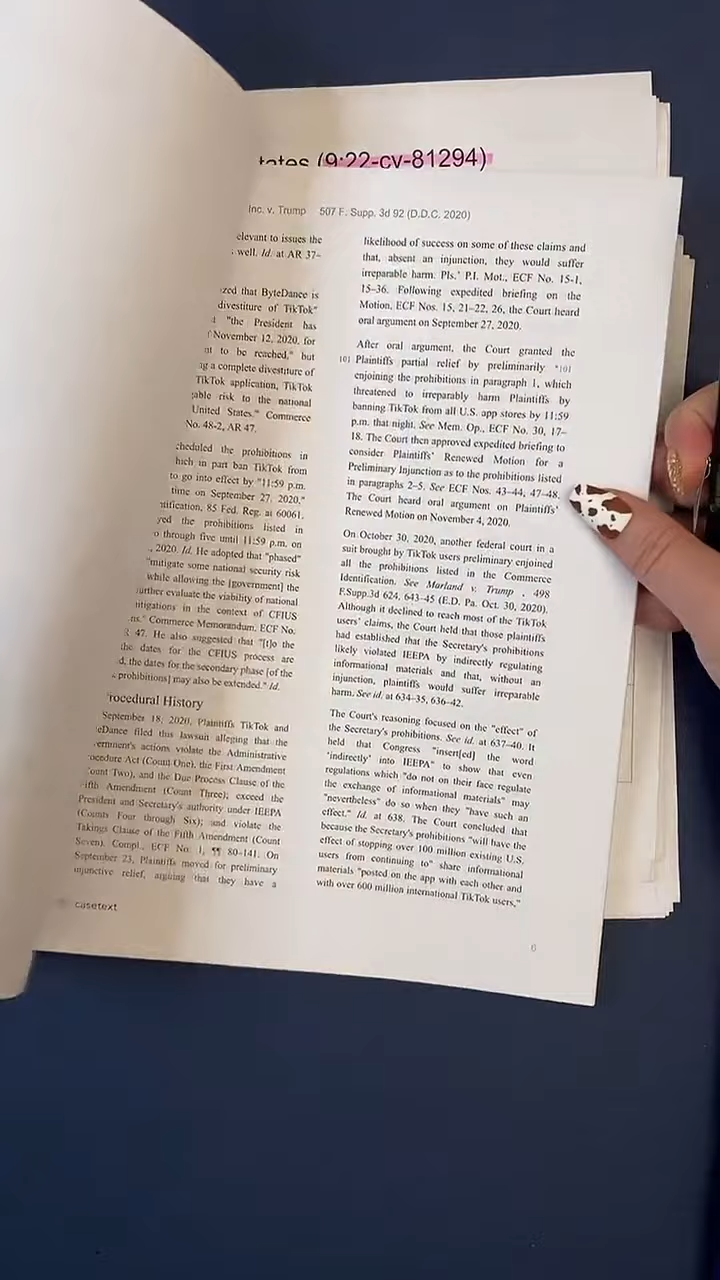 (9:22-cv-81294)
Inc. v. Trump 507 F. Supp. 3d 92 (D.D.C. 2020)
elevant to issues the
well. Id. at AR 37–
zed that ByteDance is
divestiture of TikTok"
"the President has
November 12, 2020, for
to be reached," but
a complete divestiture of
TikTok application, TikTok
able risk to the national
United States." Commerce
No. 48-2, AR 47.
cheduled the prohibitions in
hich in part ban TikTok from
to go into effect by "11:59 p.m.
time on September 27, 2020,"
ntification, 85 Fed. Reg. at 60061.
yed the prohibitions listed in
through five until 11:59 p.m. on
, 2020. Id. He adopted that "phased"
"mitigate some national security risk
while allowing the [government] the
urther evaluate the viability of national
itigations in the context of CFIUS
ns." Commerce Memorandum, ECF No.
47. He also suggested that "[t]o the
the dates for the CFIUS process are
d, the dates for the secondary phase [of the
prohibitions] may also be extended." Id.
rocedural History
September 18, 2020, Plaintiffs TikTok and
eDance filed this lawsuit alleging that the
ernment's actions violate the Administrative
ocedure Act (Count One), the First Amendment
ount Two), and the Due Process Clause of the
ifth Amendment (Count Three); exceed the
President and Secretary's authority under IEEPA
(Counts Four through Six); and violate the
Takings Clause of the Fifth Amendment (Count
Seven). Compl., ECF No. 1, ¶¶ 80–141. On
September 23, Plaintiffs moved for preliminary
injunctive relief, arguing that they have a
likelihood of success on some of these claims and
that, absent an injunction, they would suffer
irreparable harm. Pls.' P.I. Mot., ECF No. 15-1,
15–36. Following expedited briefing on the
Motion, ECF Nos. 15, 21–22, 26, the Court heard
oral argument on September 27, 2020.
After oral argument, the Court granted the
101 Plaintiffs partial relief by preliminarily *101
enjoining the prohibitions in paragraph 1, which
threatened to irreparably harm Plaintiffs by
banning TikTok from all U.S. app stores by 11:59
p.m. that night. See Mem. Op., ECF No. 30, 17–
18. The Court then approved expedited briefing to
consider Plaintiffs' Renewed Motion for a
Preliminary Injunction as to the prohibitions listed
in paragraphs 2–5. See ECF Nos. 43–44, 47–48.
The Court heard oral argument on Plaintiffs'
Renewed Motion on November 4, 2020.
On October 30, 2020, another federal court in a
suit brought by TikTok users preliminary enjoined
all the prohibitions listed in the Commerce
Identification. See Marland v. Trump , 498
F.Supp.3d 624, 643–45 (E.D. Pa. Oct. 30, 2020).
Although it declined to reach most of the TikTok
users' claims, the Court held that those plaintiffs
had established that the Secretary's prohibitions
likely violated IEEPA by indirectly regulating
informational materials and that, without an
injunction, plaintiffs would suffer irreparable
harm. See id. at 634–35, 636–42.
The Court's reasoning focused on the "effect" of
the Secretary's prohibitions. See id. at 637–40. It
held that Congress "insert[ed] the word
'indirectly' into IEEPA" to show that even
regulations which "do not on their face regulate
the exchange of informational materials" may
"nevertheless" do so when they "have such an
effect." Id. at 638. The Court concluded that
because the Secretary's prohibitions "will have the
effect of stopping over 100 million existing U.S.
users from continuing to" share informational
materials "posted on the app with each other and
with over 600 million international TikTok users,"
casetext
6